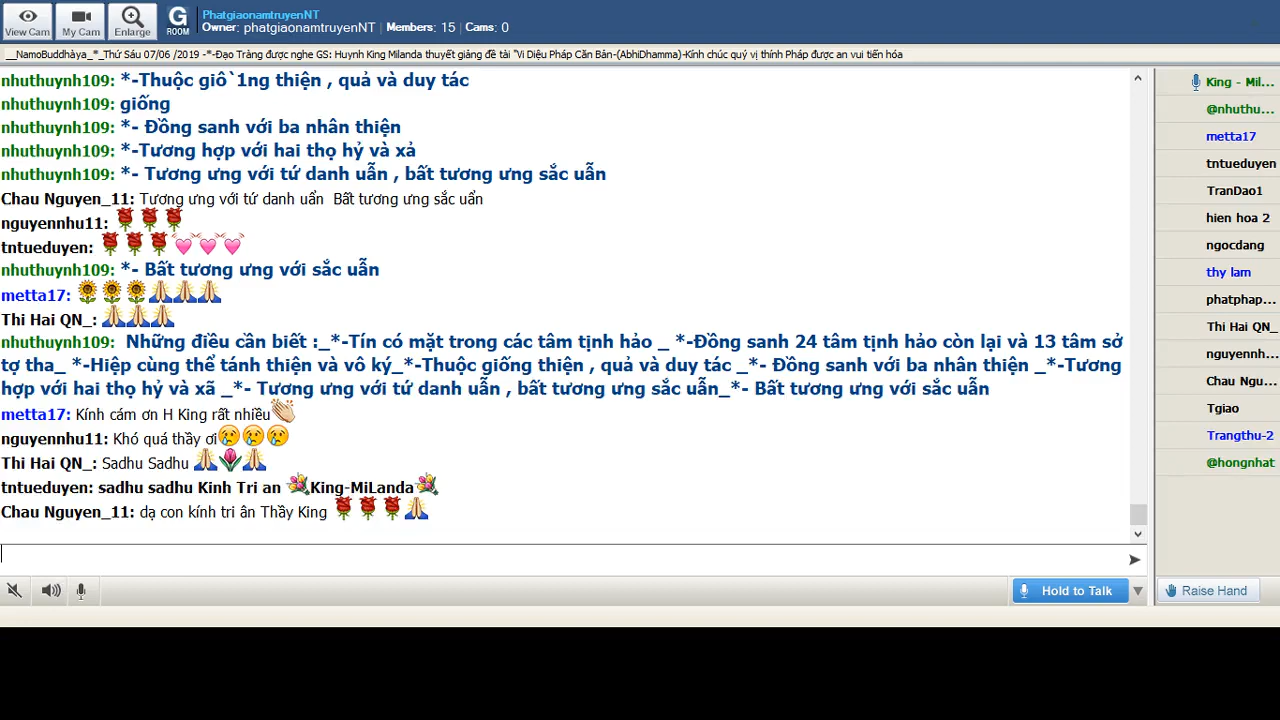 View Cam
My Cam
Enlarge
G ROOM
PhatgiaonamtruyenNT
Owner: phatgiaonamtruyenNT | Members: 15 | Cams: 0
__NamoBuddhàya_*_Thứ Sáu 07/06 /2019 -*-Đạo Tràng được nghe GS: Huynh King Milanda thuyết giảng đề tài "Vi Diệu Pháp Căn Bản-(AbhiDhamma)-Kính chúc quý vị thính Pháp được an vui tiến hóa
nhuthuynh109: *-Thuộc giô`1ng thiện , quả và duy tác
nhuthuynh109: giống
nhuthuynh109: *- Đồng sanh với ba nhân thiện
nhuthuynh109: *-Tương hợp với hai thọ hỷ và xả
nhuthuynh109: *- Tương ưng với tứ danh uẫn , bất tương ưng sắc uẫn
Chau Nguyen_11: Tương ưng với tứ danh uẩn  Bất tương ưng sắc uẩn
nguyennhu11: 🌹🌹🌹
tntueduyen: 🌹🌹🌹💓💓💓
nhuthuynh109: *- Bất tương ưng với sắc uẫn
metta17: 🌻🌻🌻🙏🙏🙏
Thi Hai QN_: 🙏🙏🙏
nhuthuynh109:  Những điều cần biết :_*-Tín có mặt trong các tâm tịnh hảo _ *-Đồng sanh 24 tâm tịnh hảo còn lại và 13 tâm sở
tợ tha_ *-Hiệp cùng thể tánh thiện và vô ký_*-Thuộc giống thiện , quả và duy tác _*- Đồng sanh với ba nhân thiện _*-Tương
hợp với hai thọ hỷ và xã _*- Tương ưng với tứ danh uẫn , bất tương ưng sắc uẫn_*- Bất tương ưng với sắc uẫn
metta17: Kính cám ơn H King rất nhiều👏
nguyennhu11: Khó quá thầy ơi😢😢😢
Thi Hai QN_: Sadhu Sadhu 🙏🌷🙏
tntueduyen: sadhu sadhu Kinh Tri an 💐King-MiLanda💐
Chau Nguyen_11: dạ con kính tri ân Thầy King 🌹🌹🌹🙏
Hold to Talk
King - Mil...
@nhuthu...
metta17
tntueduyen
TranDao1
hien hoa 2
ngocdang
thy lam
phatphap...
Thi Hai QN_
nguyennh...
Chau Ngu...
Tgiao
Trangthu-2
@hongnhat
Raise Hand